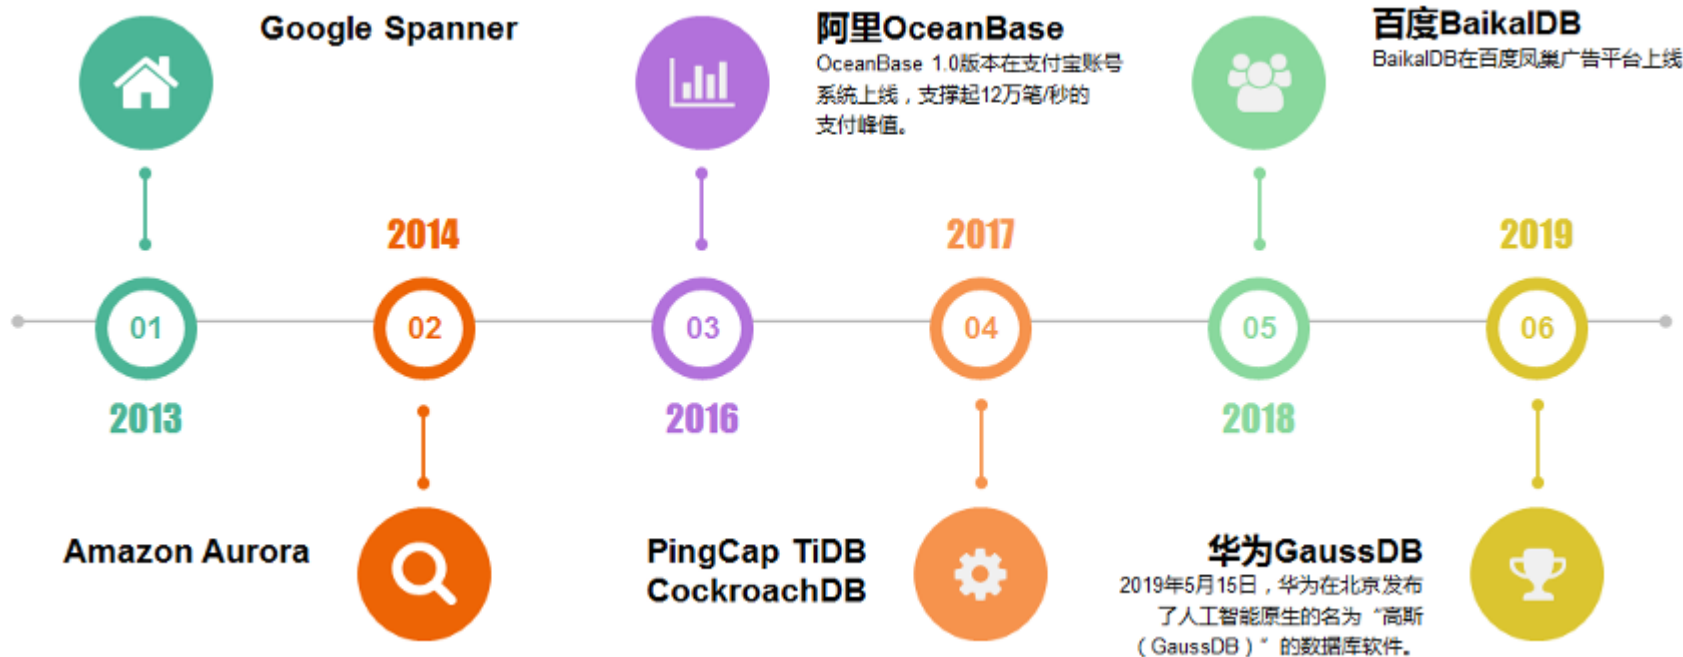 Google Spanner
阿里OceanBase
OceanBase 1.0版本在支付宝账号
系统上线，支撑起12万笔/秒的
支付峰值。
百度BaikalDB
BaikalDB在百度凤巢广告平台上线
2014
2017
2019
01
02
03
04
05
06
2013
2016
2018
Amazon Aurora
PingCap TiDB
CockroachDB
华为GaussDB
2019年5月15日，华为在北京发布
了人工智能原生的名为“高斯
（GaussDB）”的数据库软件。